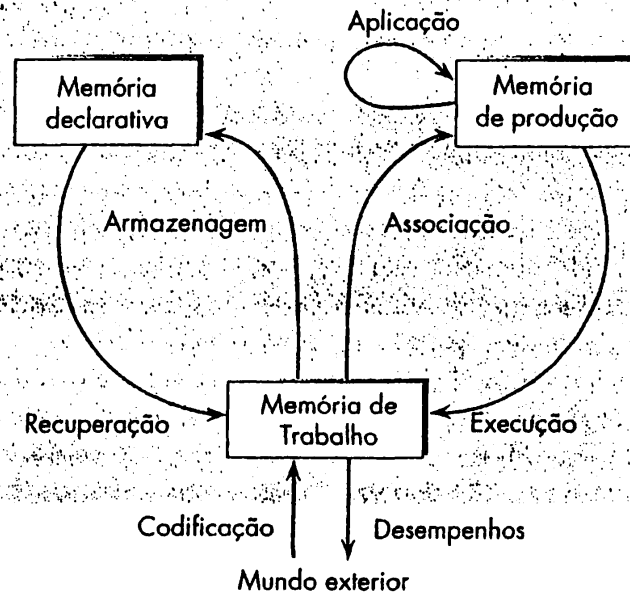 Aplicação
Memória
declarativa
Memória
de produção
Armazenagem
Associação
Recuperação
Memória de
Trabalho
Execução
Codificação
Desempenhos
Mundo exterior